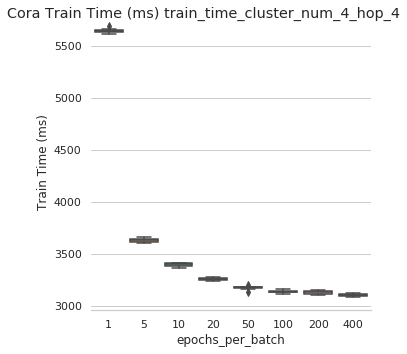 Cora Train Time (ms) train_time_cluster_num_4_hop_4
5500
5000
4500
4000
3500
3000
Train Time (ms)
1 5 10 20 50 100 200 400
epochs_per_batch